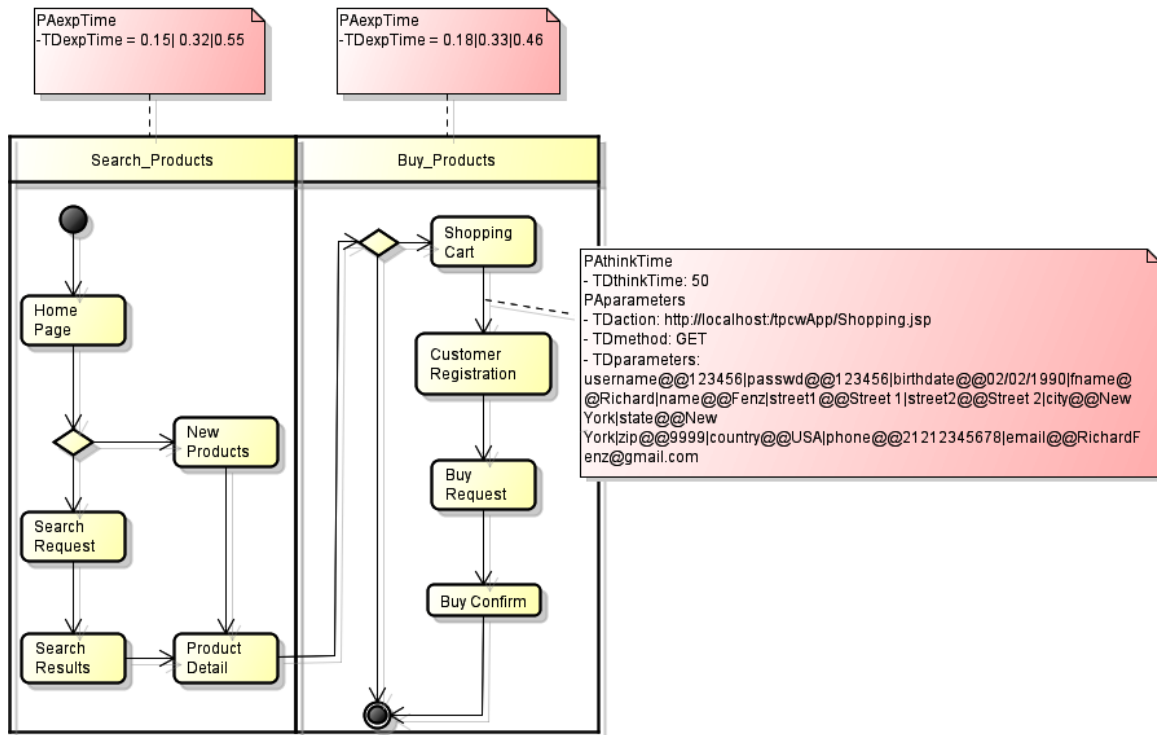 PAexpTime
-TDexpTime = 0.15| 0.32|0.55
PAexpTime
-TDexpTime = 0.18|0.33|0.46
Search_Products
Buy_Products
Home
Page
New
Products
Search
Request
Search
Results
Product
Detail
Shopping
Cart
Customer
Registration
Buy
Request
Buy Confirm
PAthinkTime
- TDthinkTime: 50
PAparameters
- TDaction: http://localhost:/tpcwApp/Shopping.jsp
- TDmethod: GET
- TDparameters:
username@@123456|passwd@@123456|birthdate@@02/02/1990|fname@
@Richard|name@@Fenz|street1@@Street 1|street2@@Street 2|city@@New
York|state@@New
York|zip@@9999|country@@USA|phone@@21212345678|email@@RichardF
enz@gmail.com